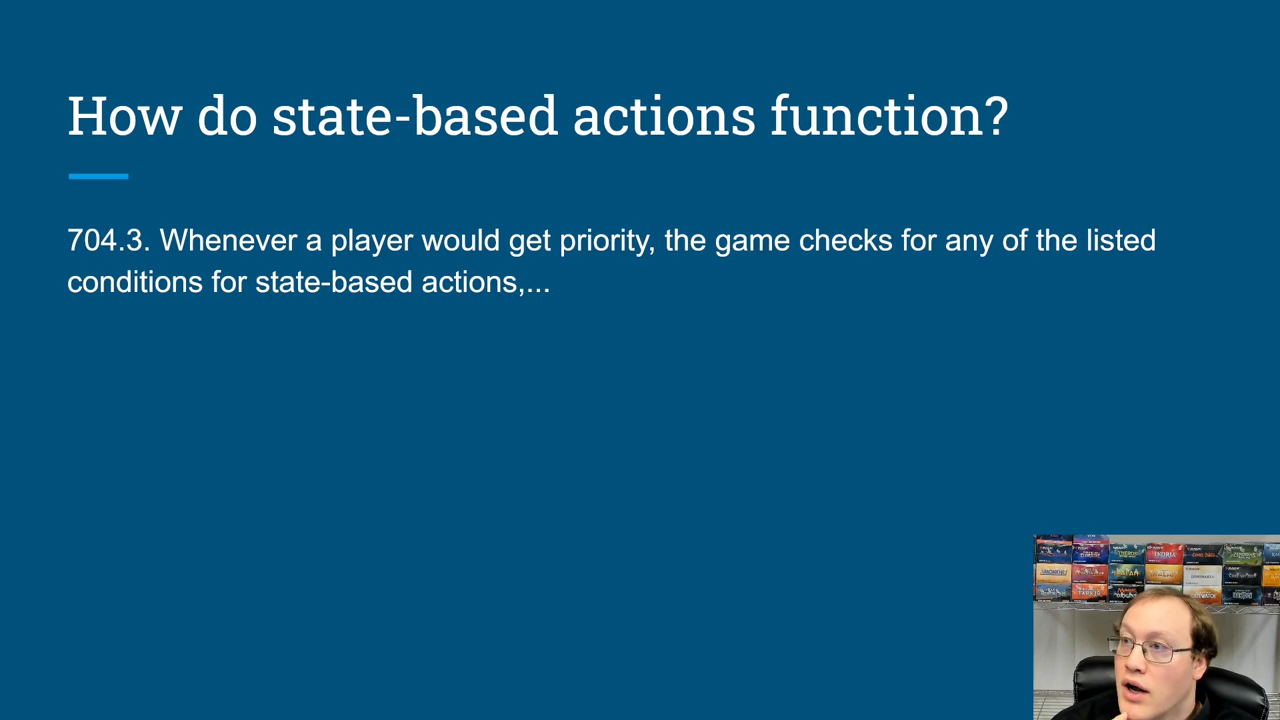 How do state-based actions function?
704.3. Whenever a player would get priority, the game checks for any of the listed
conditions for state-based actions,...